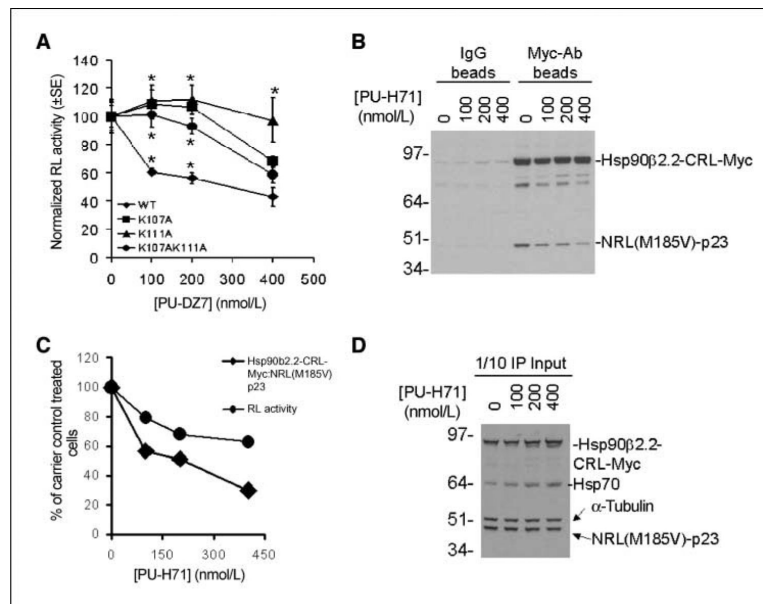 A
Normalized RL activity (±SE)
140
120
100
80
60
40
20
0
* * *
* *
* *
WT
K107A
K111A
K107AK111A
0 100 200 300 400 500
[PU-DZ7] (nmol/L)
B
IgG beads
Myc-Ab beads
[PU-H71] (nmol/L)
0 100 200 400 0 100 200 400
97-
64-
51-
34-
-Hsp90β2.2-CRL-Myc
-NRL(M185V)-p23
C
% of carrier control treated cells
120
100
80
60
40
20
0
Hsp90b2.2-CRL-
Myc:NRL(M185V)
p23
RL activity
0 150 300 450
[PU-H71] (nmol/L)
D
1/10 IP Input
[PU-H71] (nmol/L)
0 100 200 400
97-
64-
51-
34-
-Hsp90β2.2-
CRL-Myc
-Hsp70
α-Tubulin
NRL(M185V)-p23